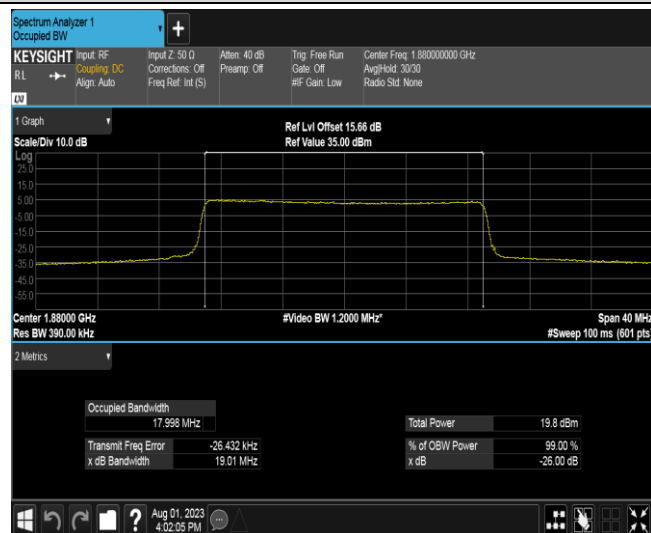 Spectrum Analyzer 1
Occupied BW
+
KEYSIGHT
R L
LXI
Input: RF
Coupling: DC
Align: Auto
Input Z: 50 Ω
Corrections: Off
Freq Ref: Int (S)
Atten: 40 dB
Preamp: Off
Trig: Free Run
Gate: Off
#IF Gain: Low
Center Freq: 1.880000000 GHz
Avg|Hold: 30/30
Radio Std: None
1 Graph
Scale/Div 10.0 dB
Ref Lvl Offset 15.66 dB
Ref Value 35.00 dBm
Log
25.0
15.0
5.00
-5.00
-15.0
-25.0
-35.0
-45.0
-55.0
Center 1.88000 GHz
Res BW 390.00 kHz
#Video BW 1.2000 MHz*
Span 40 MHz
#Sweep 100 ms (601 pts)
2 Metrics
Occupied Bandwidth
17.998 MHz
Transmit Freq Error -26.432 kHz
x dB Bandwidth 19.01 MHz
Total Power 19.8 dBm
% of OBW Power 99.00 %
x dB -26.00 dB
?
Aug 01, 2023
4:02:05 PM